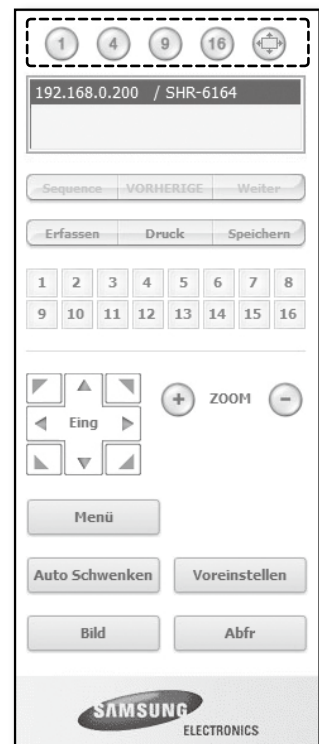 1 4 9 16
192.168.0.200 / SHR-6164
Sequence VORHERIGE Weiter
Erfassen Druck Speichern
1 2 3 4 5 6 7 8
9 10 11 12 13 14 15 16
Eing + ZOOM -
Menü
Auto Schwenken Voreinstellen
Bild Abfr
SAMSUNG
ELECTRONICS